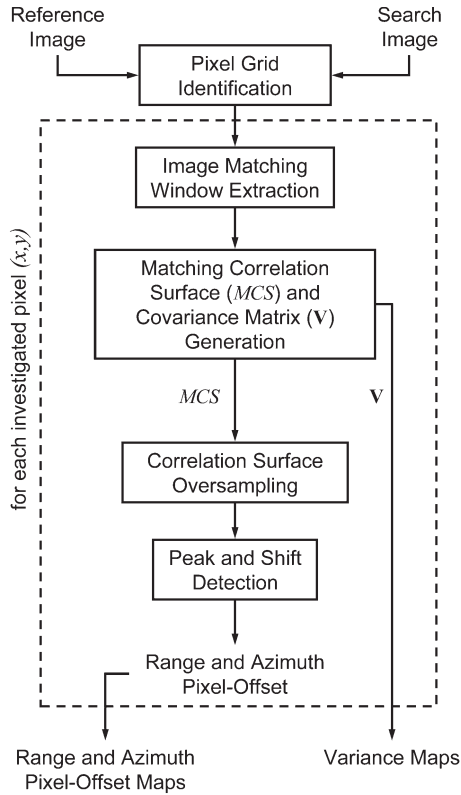 Reference
Image
Search
Image
Pixel Grid
Identification
for each investigated pixel (x,y)
Image Matching
Window Extraction
Matching Correlation
Surface (MCS) and
Covariance Matrix (V)
Generation
MCS
V
Correlation Surface
Oversampling
Peak and Shift
Detection
Range and Azimuth
Pixel-Offset
Range and Azimuth
Pixel-Offset Maps
Variance Maps